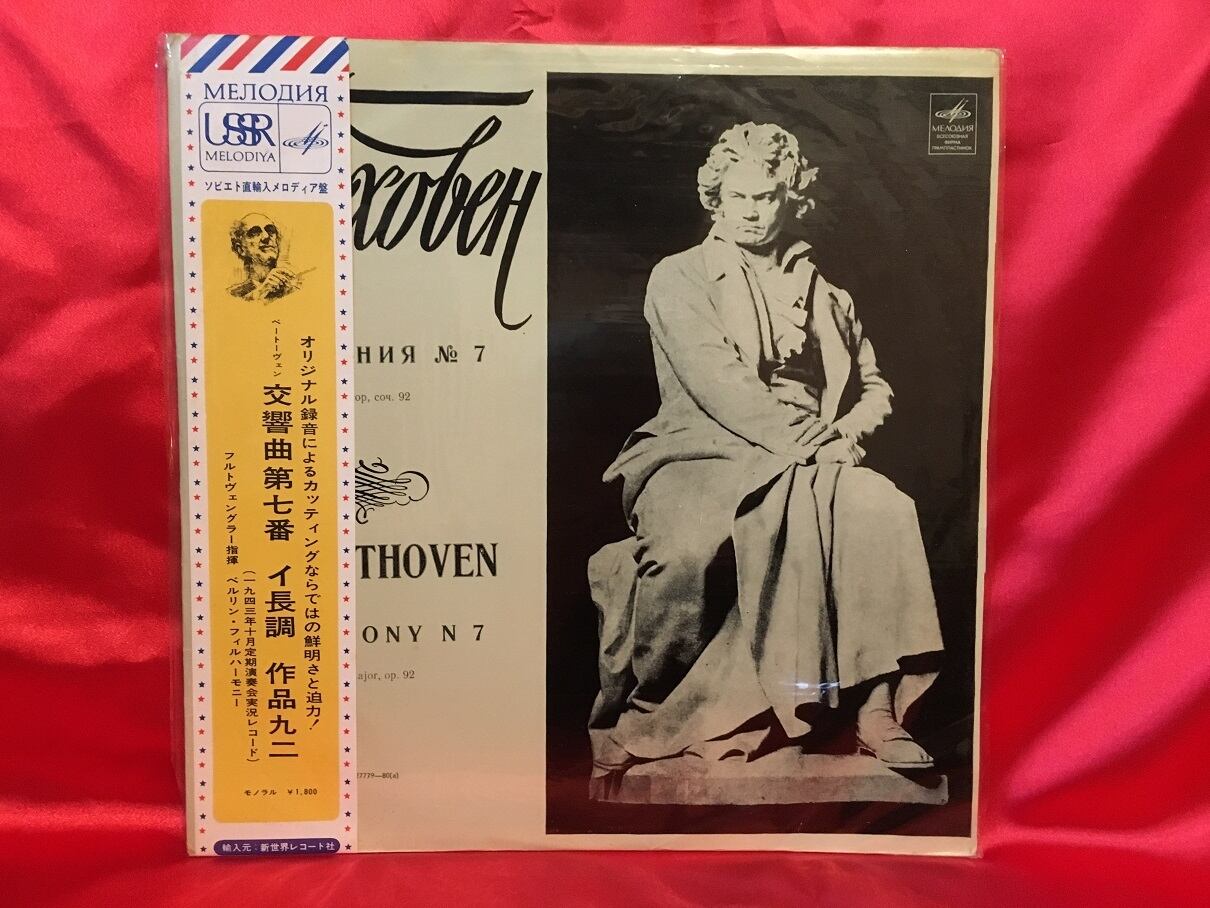 МЕЛОДИЯ
USSR
MELODIYA
ソビエト直輸入メロディア盤
オリジナル録音によるカッティングならではの鮮明さと迫力!
ベートーヴェン
交響曲第七番 イ長調 作品九二
(一九四三年十月定期演奏会実況レコード)
フルトヴェングラー指揮 ベルリン・フィルハーモニー
モノラル ¥1,800
輸入元:新世界レコート社
ховен
НИЯ № 7
ор, соч. 92
THOVEN
ONY N 7
ajor, op. 92
27779—80(а)
МЕЛОДИЯ
ВСЕСОЮЗНАЯ
ФИРМА
ГРАМПЛАСТИНОК